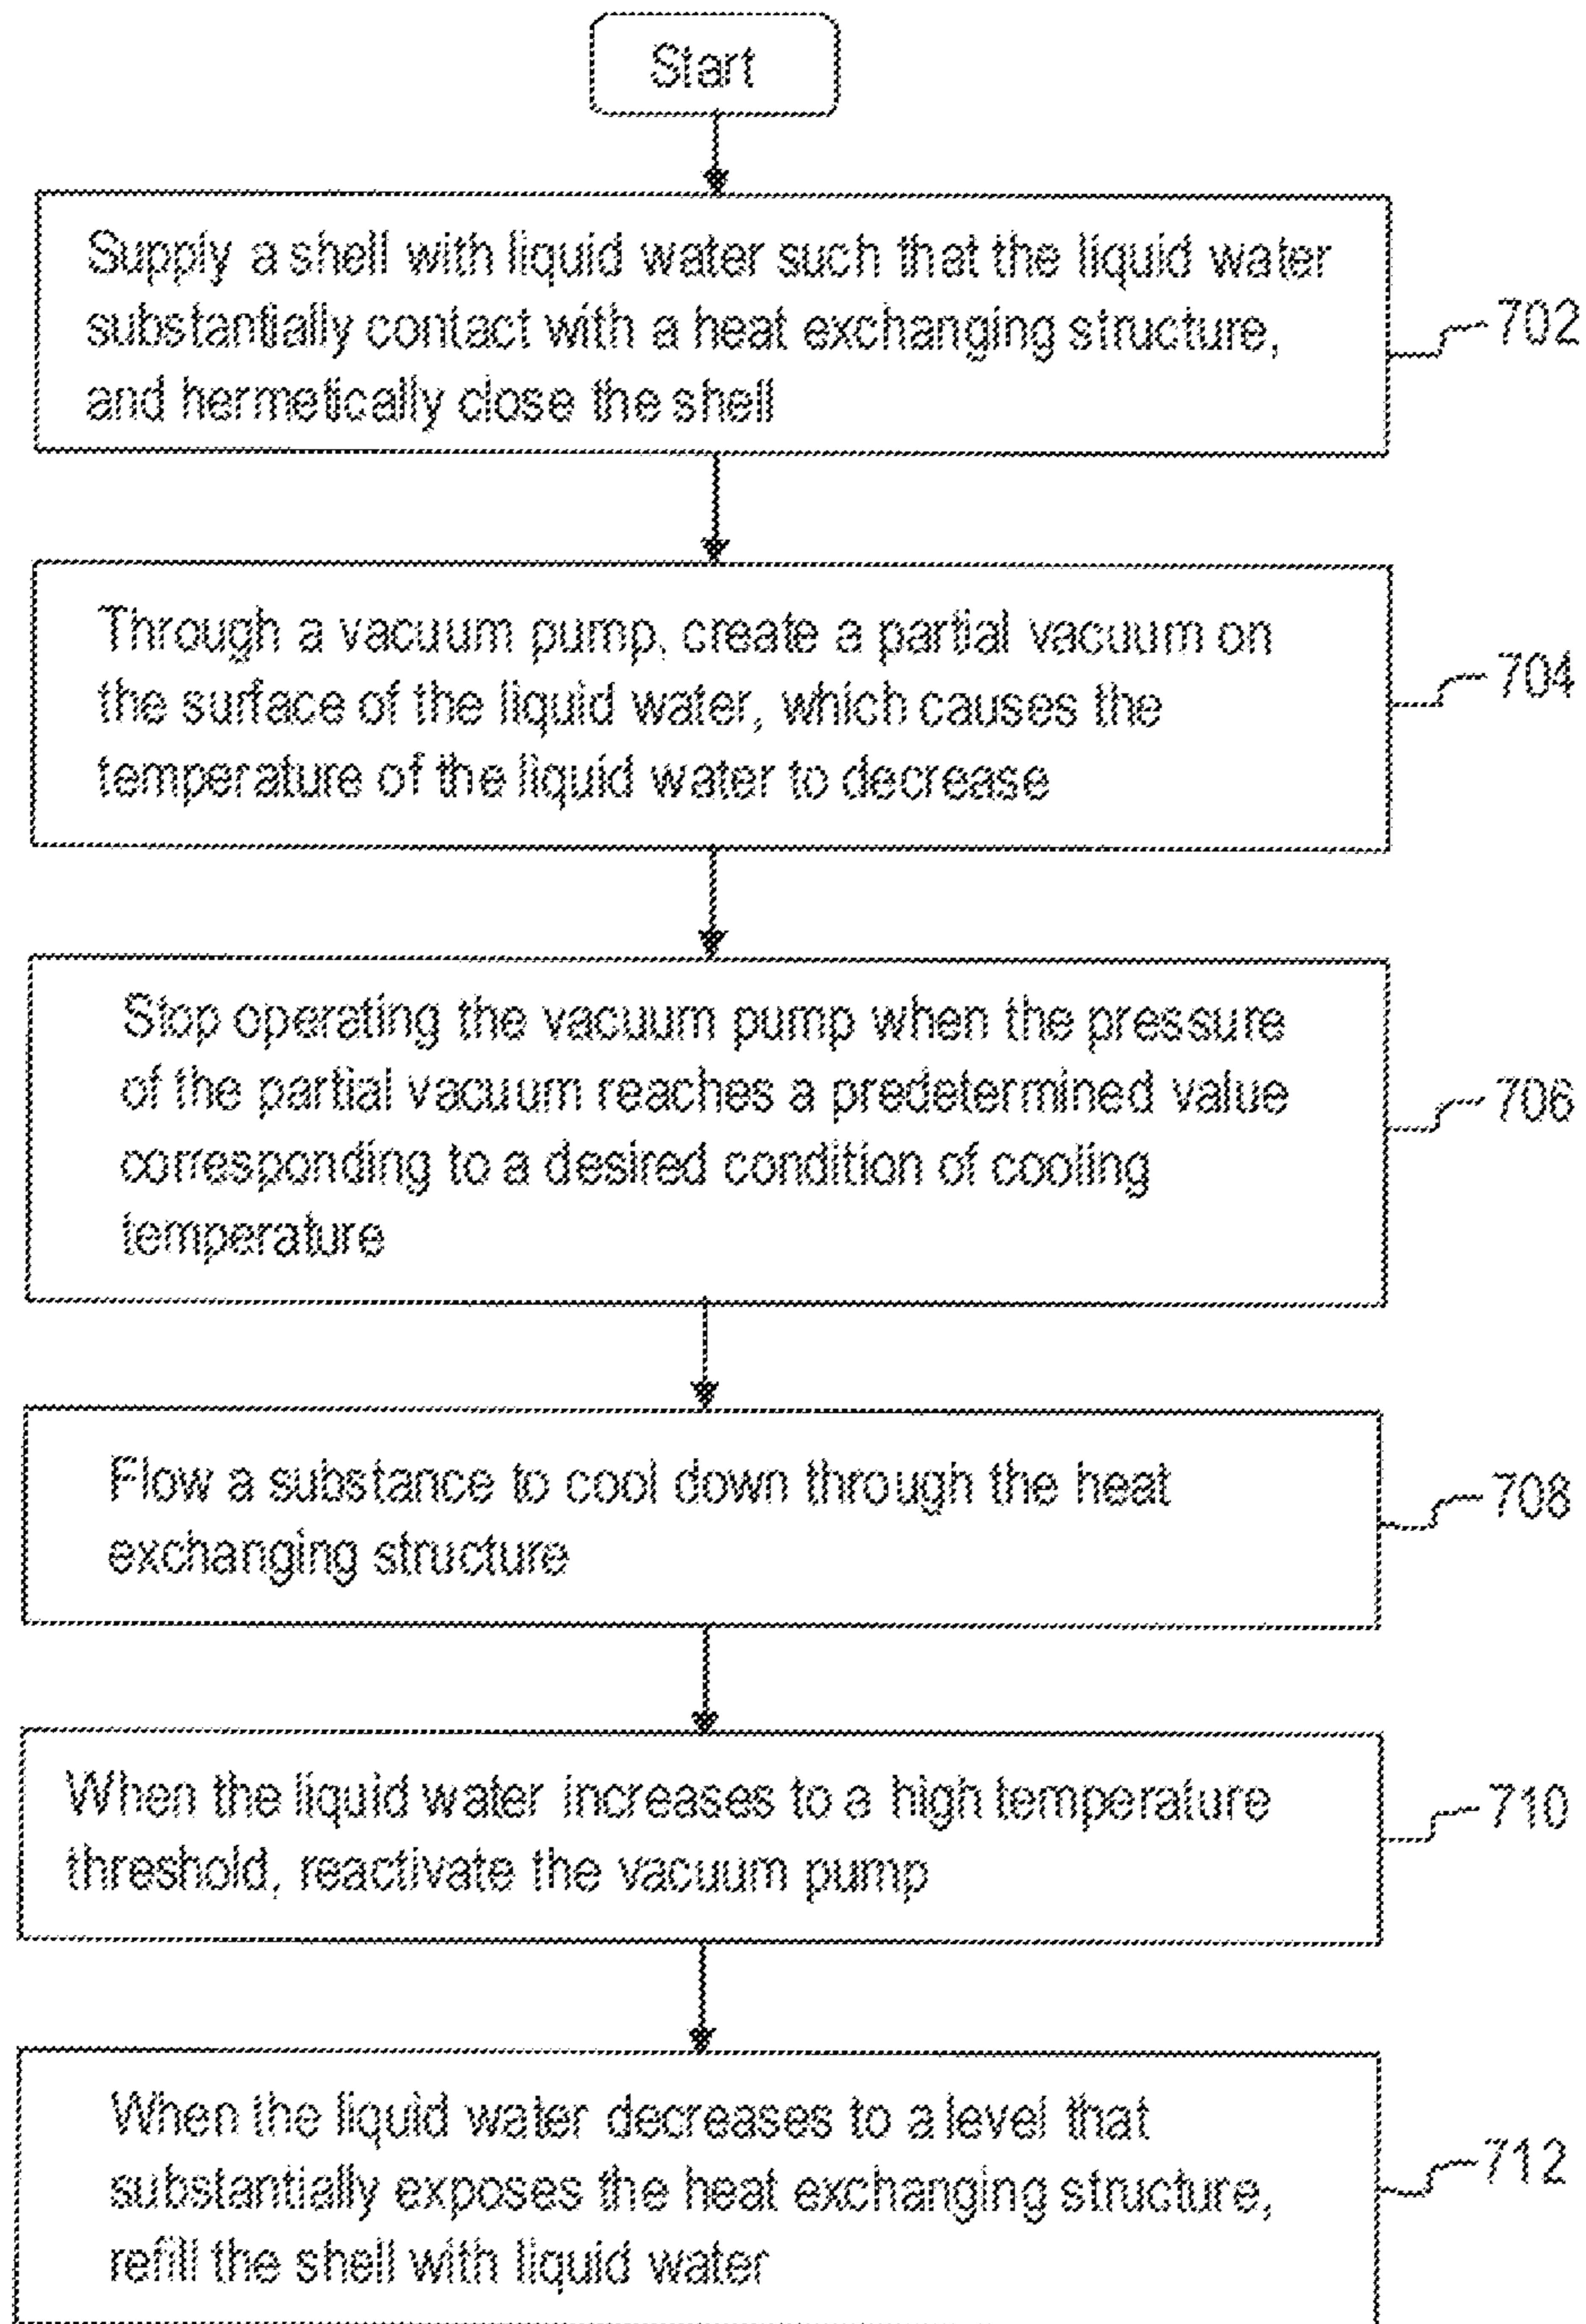 Start
Supply a shell with liquid water such that the liquid water
substantially contact with a heat exchanging structure,
and hermetically close the shell
702
Through a vacuum pump, create a partial vacuum on
the surface of the liquid water, which causes the
temperature of the liquid water to decrease
704
Stop operating the vacuum pump when the pressure
of the partial vacuum reaches a predetermined value
corresponding to a desired condition of cooling
temperature
706
Flow a substance to cool down through the heat
exchanging structure
708
When the liquid water increases to a high temperature
threshold, reactivate the vacuum pump
710
When the liquid water decreases to a level that
substantially exposes the heat exchanging structure,
refill the shell with liquid water
712